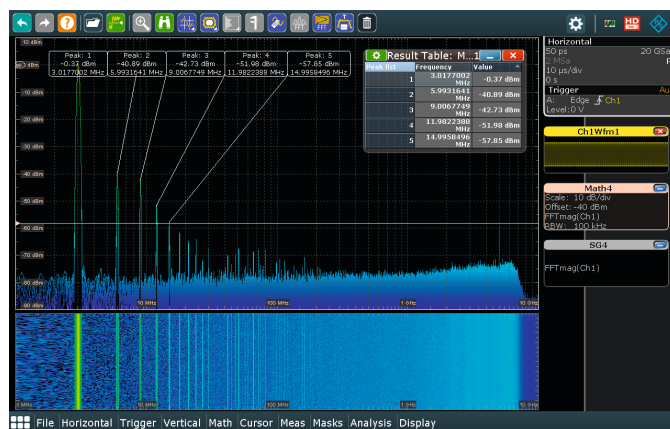 HD
10 dBm
Peak: 1
-0.37 dBm
3.0177002 MHz
Peak: 2
-40.89 dBm
5.9931641 MHz
Peak: 3
-42.73 dBm
9.0067749 MHz
Peak: 4
-51.98 dBm
11.9822388 MHz
Peak: 5
-57.85 dBm
14.9958496 MHz
-10 dBm
-20 dBm
-30 dBm
-40 dBm
-50 dBm
-60 dBm
-70 dBm
-80 dBm
-90 dBm
10 MHz
100 MHz
1 GHz
Result Table: M...1
Peak list Frequency Value
1 3.0177002 MHz -0.37 dBm
2 5.9931641 MHz -40.89 dBm
3 9.0067749 MHz -42.73 dBm
4 11.9822388 MHz -51.98 dBm
5 14.9958496 MHz -57.85 dBm
Horizontal
50 ps 20 GSa
2 MSa
10 µs/div
0 s
Trigger Au
A: Edge Ch1
Level:0 V
Ch1Wfm1
Math4
Scale: 10 dB/div
Offset: -40 dBm
FFTmag(Ch1)
RBW: 100 kHz
SG4
FFTmag(Ch1)
10 MHz
100 MHz
1 GHz
File Horizontal Trigger Vertical Math Cursor Meas Masks Analysis Display